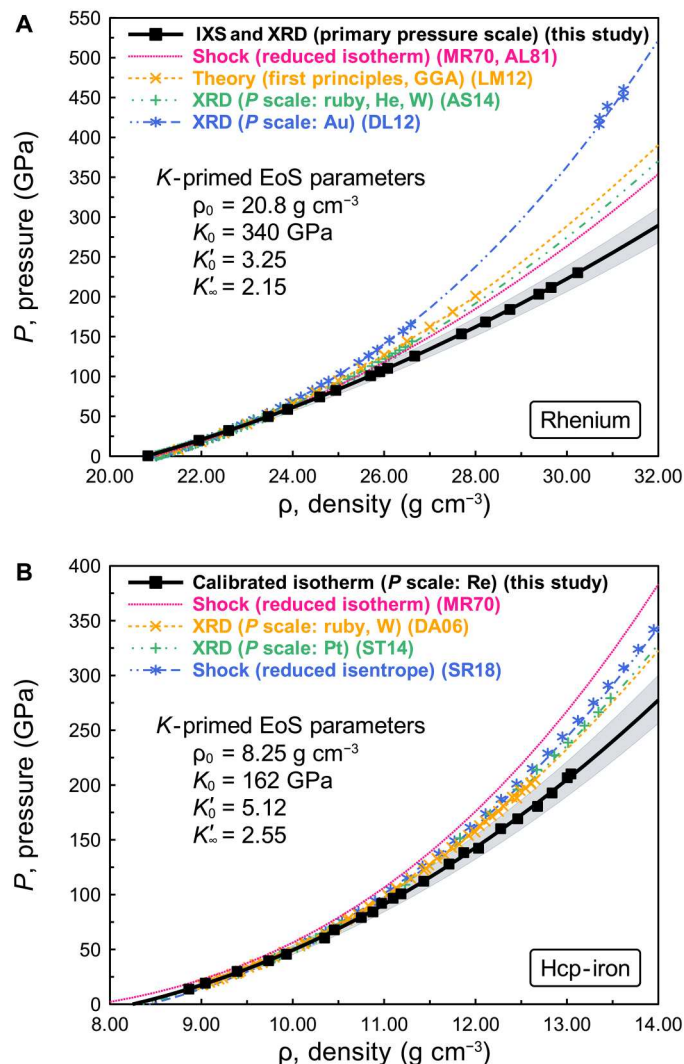 A
IXS and XRD (primary pressure scale) (this study)
Shock (reduced isotherm) (MR70, AL81)
Theory (first principles, GGA) (LM12)
XRD (P scale: ruby, He, W) (AS14)
XRD (P scale: Au) (DL12)
K-primed EoS parameters
ρ₀ = 20.8 g cm⁻³
K₀ = 340 GPa
K₀′ = 3.25
K∞′ = 2.15
P, pressure (GPa)
550
500
450
400
350
300
250
200
150
100
50
0
Rhenium
20.00 22.00 24.00 26.00 28.00 30.00 32.00
ρ, density (g cm⁻³)
B
Calibrated isotherm (P scale: Re) (this study)
Shock (reduced isotherm) (MR70)
XRD (P scale: ruby, W) (DA06)
XRD (P scale: Pt) (ST14)
Shock (reduced isentrope) (SR18)
K-primed EoS parameters
ρ₀ = 8.25 g cm⁻³
K₀ = 162 GPa
K₀′ = 5.12
K∞′ = 2.55
P, pressure (GPa)
400
350
300
250
200
150
100
50
0
Hcp-iron
8.00 9.00 10.00 11.00 12.00 13.00 14.00
ρ, density (g cm⁻³)